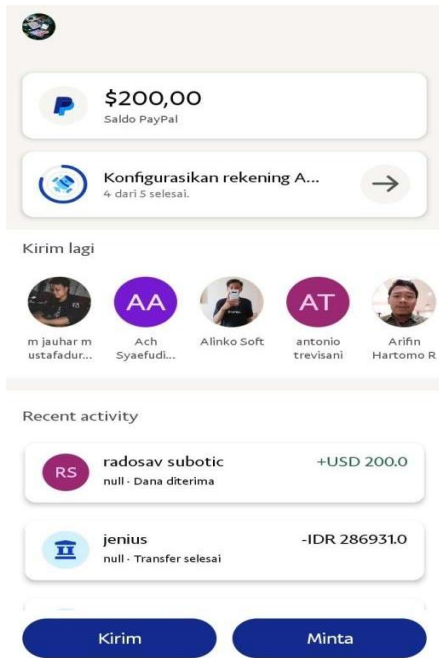 $200,00
Saldo PayPal
Konfigurasikan rekening A...
4 dari 5 selesai.
Kirim lagi
m jauhar m
ustafadur...
AA
Ach
Syaefudi...
Alinko Soft
AT
antonio
trevisani
Arifin
Hartomo R
Recent activity
RS
radosav subotic
+USD 200.0
null · Dana diterima
jenius
-IDR 286931.0
null · Transfer selesai
Kirim
Minta